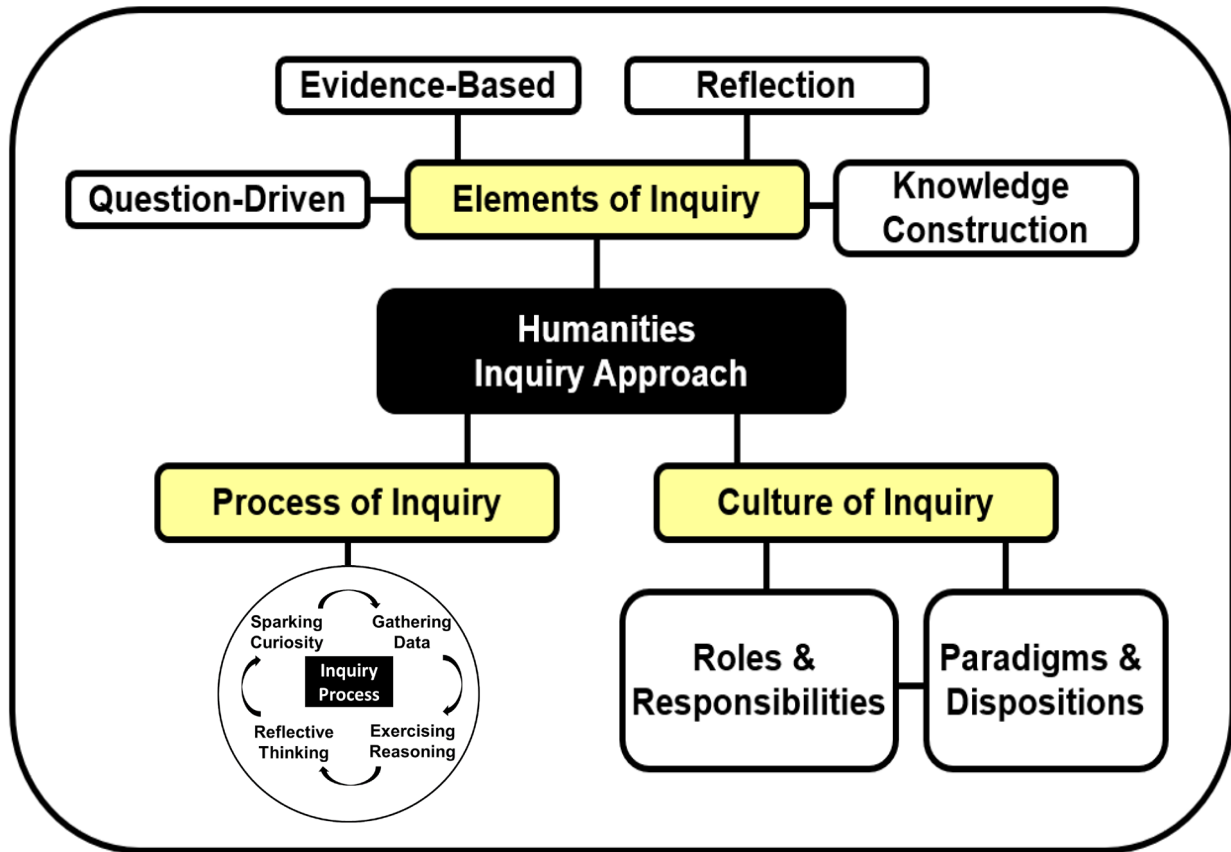 Evidence-Based
Reflection
Question-Driven
Elements of Inquiry
Knowledge
Construction
Humanities
Inquiry Approach
Process of Inquiry
Culture of Inquiry
Sparking
Curiosity
Gathering
Data
Inquiry
Process
Reflective
Thinking
Exercising
Reasoning
Roles &
Responsibilities
Paradigms &
Dispositions